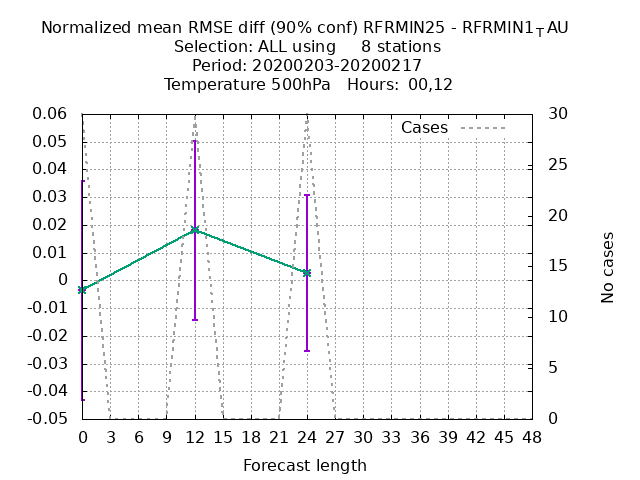 Normalized mean RMSE diff (90% conf) RFRMIN25 - RFRMIN1_TAU
Selection: ALL using 8 stations
Period: 20200203-20200217
Temperature 500hPa Hours: 00,12
Cases
0.06
0.05
0.04
0.03
0.02
0.01
0
-0.01
-0.02
-0.03
-0.04
-0.05
30
25
20
15
10
5
0
No cases
0 3 6 9 12 15 18 21 24 27 30 33 36 39 42 45 48
Forecast length